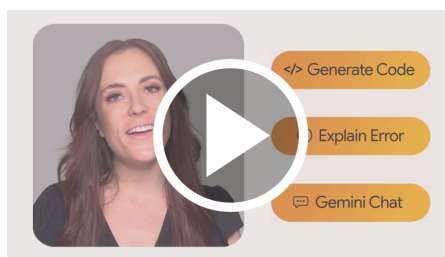 </> Generate Code
Explain Error
Gemini Chat